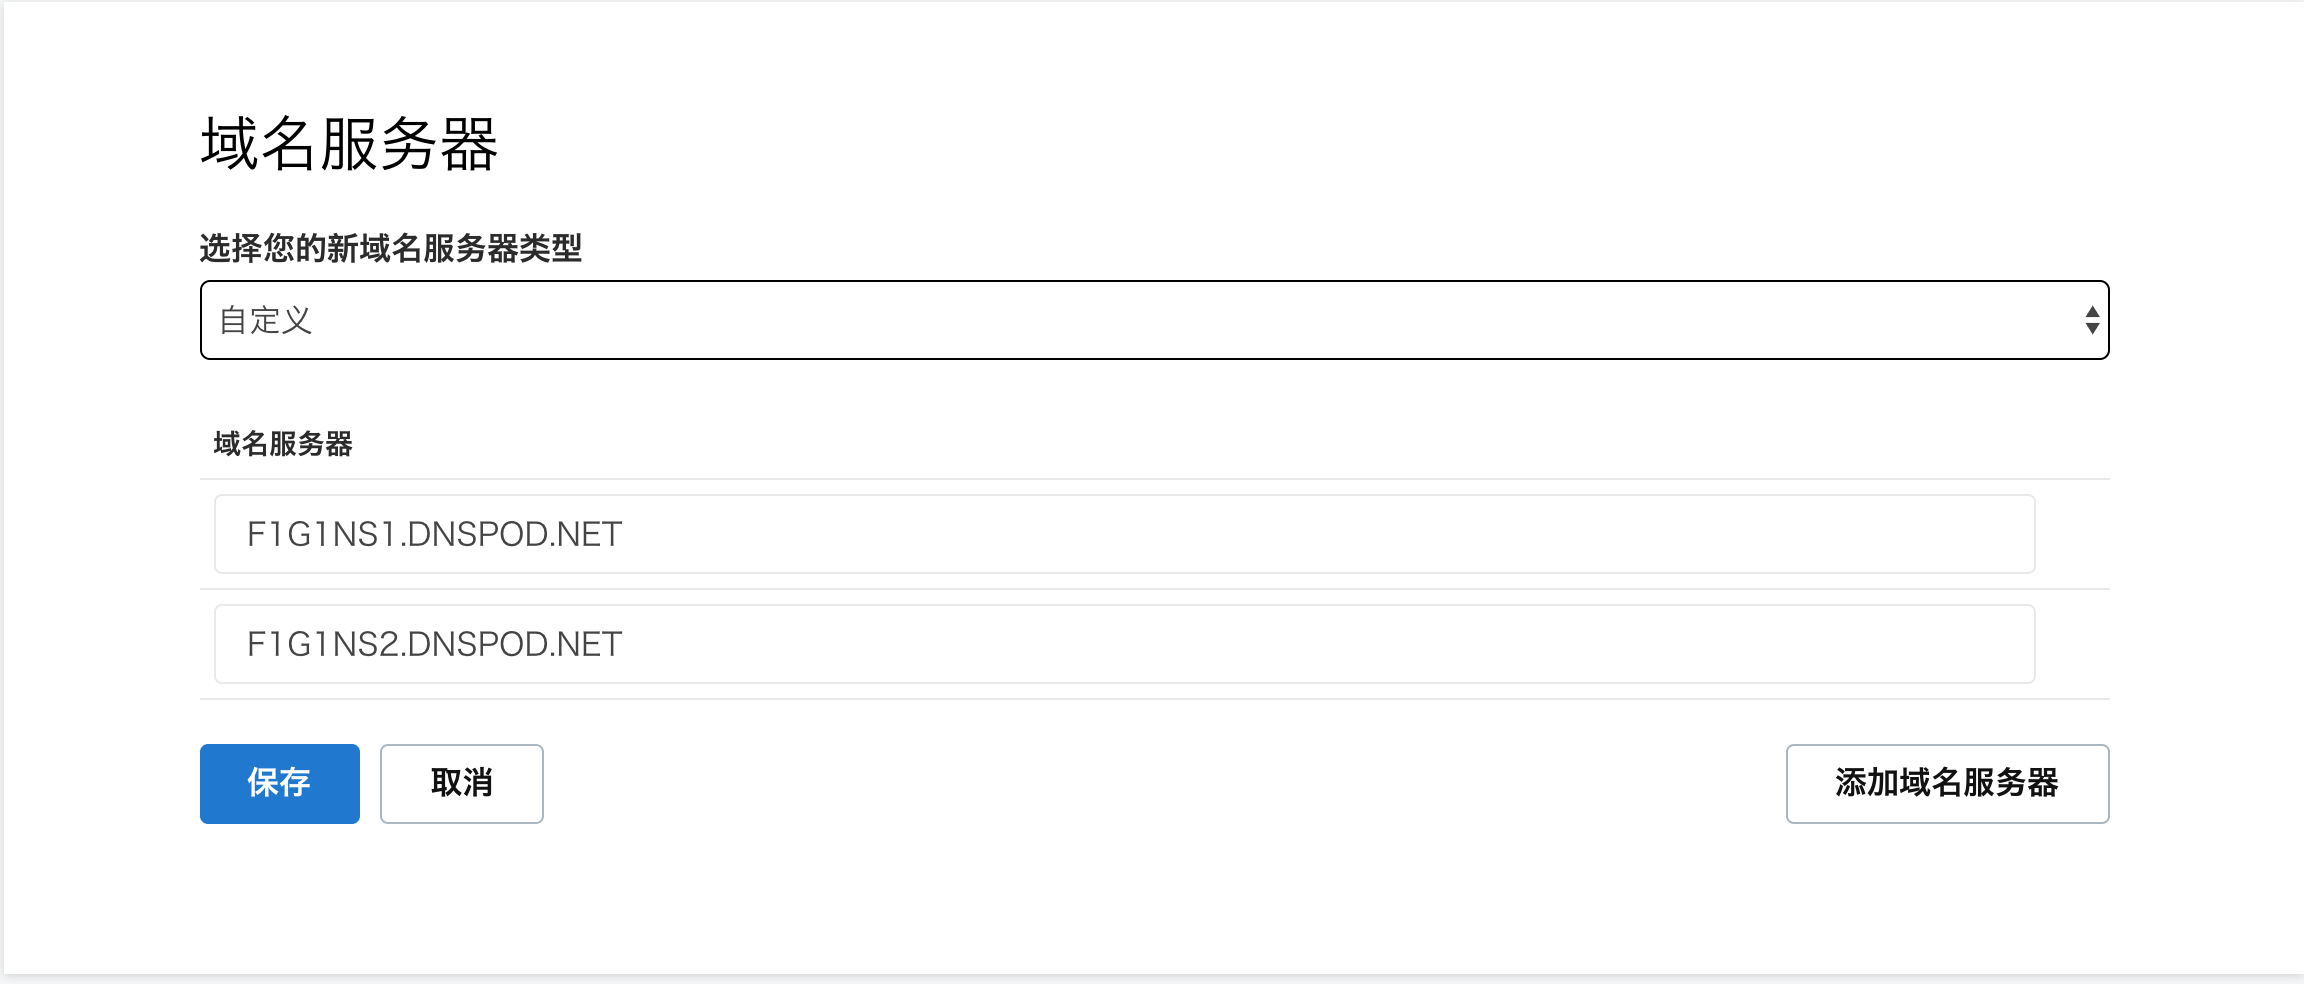 域名服务器
选择您的新域名服务器类型
自定义
域名服务器
F1G1NS1.DNSPOD.NET
F1G1NS2.DNSPOD.NET
保存 取消 添加域名服务器